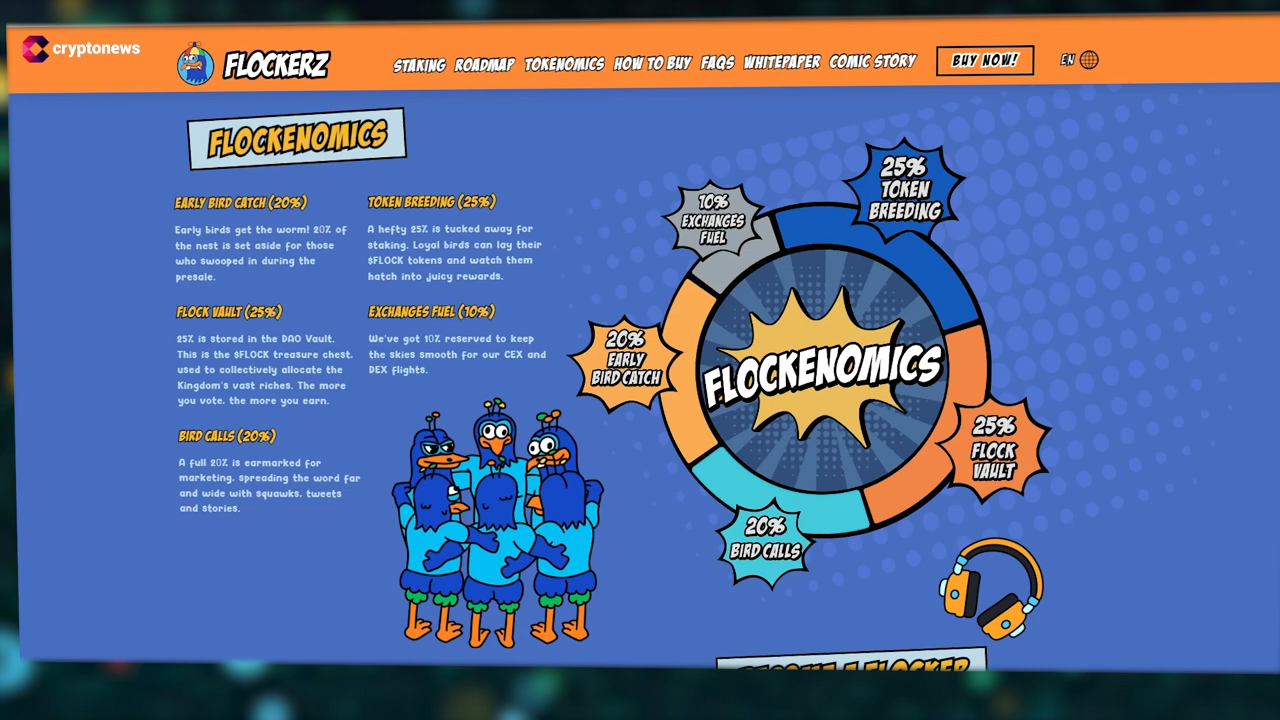 cryptonews
FLOCKERZ
STAKING ROADMAP TOKENOMICS HOW TO BUY FAQS WHITEPAPER COMIC STORY
BUY NOW!
EN
FLOCKENOMICS
EARLY BIRD CATCH (20%)
Early birds get the worm! 20% of
the nest is set aside for those
who swooped in during the
presale.
TOKEN BREEDING (25%)
A hefty 25% is tucked away for
staking. Loyal birds can lay their
$FLOCK tokens and watch them
hatch into juicy rewards.
FLOCK VAULT (25%)
25% is stored in the DAO Vault.
This is the $FLOCK treasure chest,
used to collectively allocate the
Kingdom's vast riches. The more
you vote, the more you earn.
EXCHANGES FUEL (10%)
We've got 10% reserved to keep
the skies smooth for our CEX and
DEX flights.
BIRD CALLS (20%)
A full 20% is earmarked for
marketing, spreading the word far
and wide with squawks, tweets
and stories.
25%
TOKEN
BREEDING
10%
EXCHANGES
FUEL
20%
EARLY
BIRD CATCH
FLOCKENOMICS
25%
FLOCK
VAULT
20%
BIRD CALLS
BECOME A FLOCKER